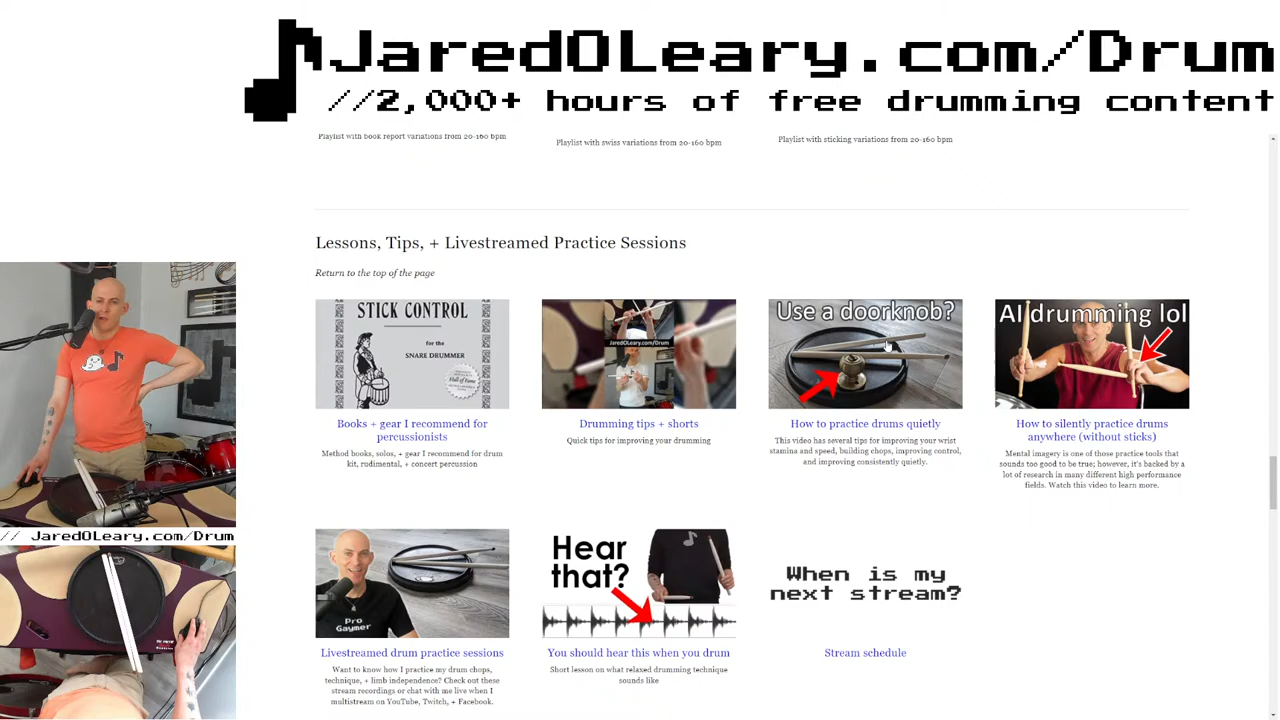 JaredOLeary.com/Drum
//2,000+ hours of free drumming content
Playlist with book report variations from 20-160 bpm
Playlist with swiss variations from 20-160 bpm
Playlist with sticking variations from 20-160 bpm
Lessons, Tips, + Livestreamed Practice Sessions
Return to the top of the page
STICK CONTROL
for the
SNARE DRUMMER
Hall of Fame
Books + gear I recommend for
percussionists
Method books, solos, + gear I recommend for drum
kit, rudimental, + concert percussion
JaredOLeary.com/Drum
Drumming tips + shorts
Quick tips for improving your drumming
Use a doorknob?
How to practice drums quietly
This video has several tips for improving your wrist
stamina and speed, building chops, improving control,
and improving consistently quietly.
AI drumming lol
How to silently practice drums
anywhere (without sticks)
Mental imagery is one of those practice tools that
sounds too good to be true; however, it's backed by a
lot of research in many different high performance
fields. Watch this video to learn more.
// JaredOLeary.com/Drum
Pro
Gaymer
Livestreamed drum practice sessions
Want to know how I practice my drum chops,
technique, + limb independence? Check out these
stream recordings or chat with me live when I
multistream on YouTube, Twitch, + Facebook.
Hear
that?
You should hear this when you drum
Short lesson on what relaxed drumming technique
sounds like
When is my
next stream?
Stream schedule